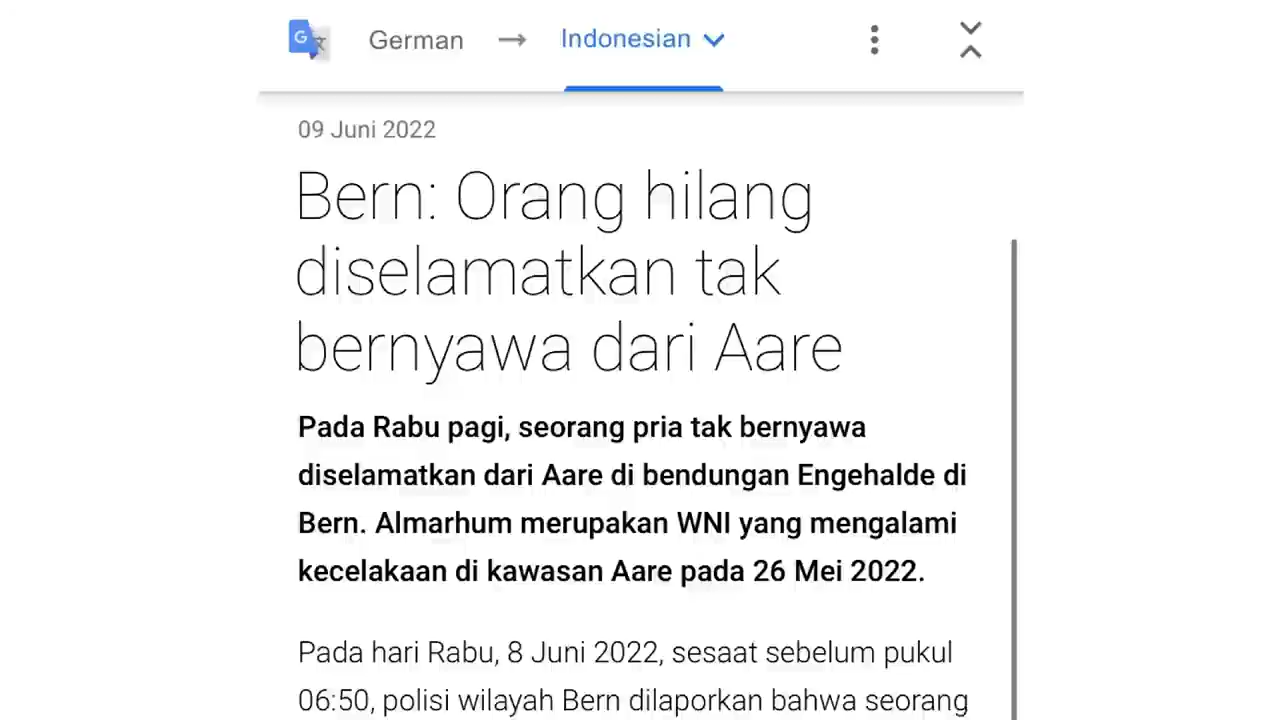 German → Indonesian
09 Juni 2022
Bern: Orang hilang
diselamatkan tak
bernyawa dari Aare
Pada Rabu pagi, seorang pria tak bernyawa
diselamatkan dari Aare di bendungan Engehalde di
Bern. Almarhum merupakan WNI yang mengalami
kecelakaan di kawasan Aare pada 26 Mei 2022.
Pada hari Rabu, 8 Juni 2022, sesaat sebelum pukul
06:50, polisi wilayah Bern dilaporkan bahwa seorang